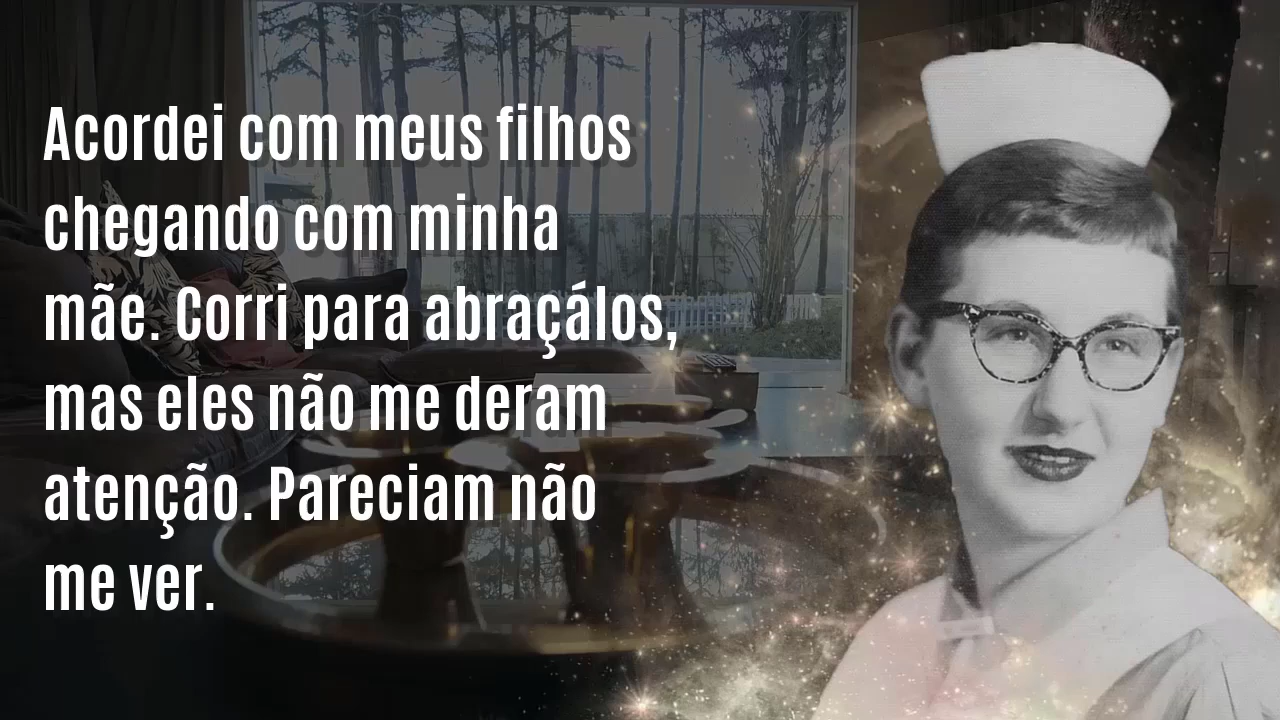 Acordei com meus filhos
chegando com minha
mãe. Corri para abraçálos,
mas eles não me deram
atenção. Pareciam não
me ver.